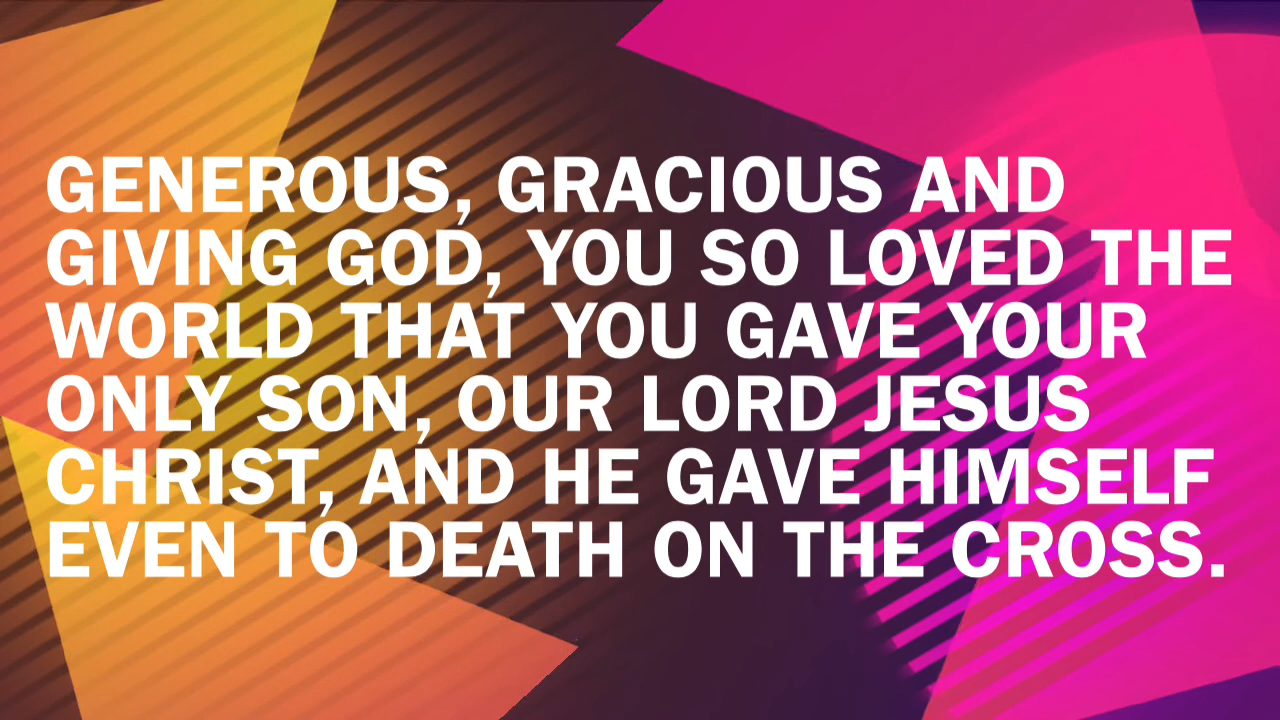 GENEROUS, GRACIOUS AND
GIVING GOD, YOU SO LOVED THE
WORLD THAT YOU GAVE YOUR
ONLY SON, OUR LORD JESUS
CHRIST, AND HE GAVE HIMSELF
EVEN TO DEATH ON THE CROSS.